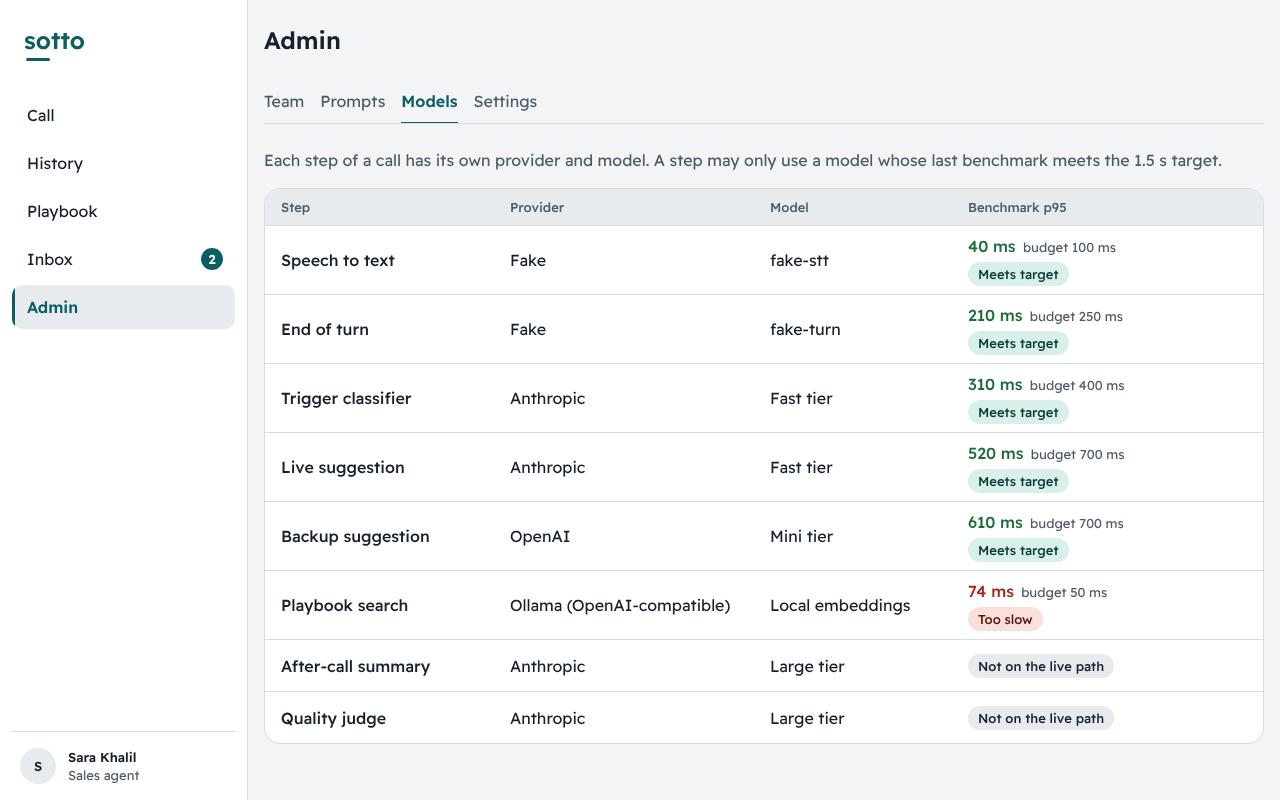 sotto
Call
History
Playbook
Inbox 2
Admin
S
Sara Khalil
Sales agent
Admin
Team Prompts Models Settings
Each step of a call has its own provider and model. A step may only use a model whose last benchmark meets the 1.5 s target.
Step Provider Model Benchmark p95
Speech to text Fake fake-stt 40 ms budget 100 ms
Meets target
End of turn Fake fake-turn 210 ms budget 250 ms
Meets target
Trigger classifier Anthropic Fast tier 310 ms budget 400 ms
Meets target
Live suggestion Anthropic Fast tier 520 ms budget 700 ms
Meets target
Backup suggestion OpenAI Mini tier 610 ms budget 700 ms
Meets target
Playbook search Ollama (OpenAI-compatible) Local embeddings 74 ms budget 50 ms
Too slow
After-call summary Anthropic Large tier Not on the live path
Quality judge Anthropic Large tier Not on the live path